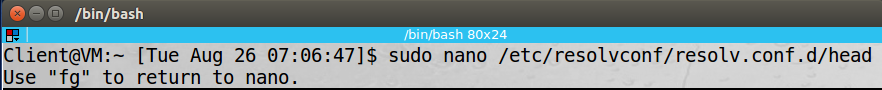 /bin/bash
/bin/bash 80x24
Client@VM:~ [Tue Aug 26 07:06:47]$ sudo nano /etc/resolvconf/resolv.conf.d/head
Use "fg" to return to nano.